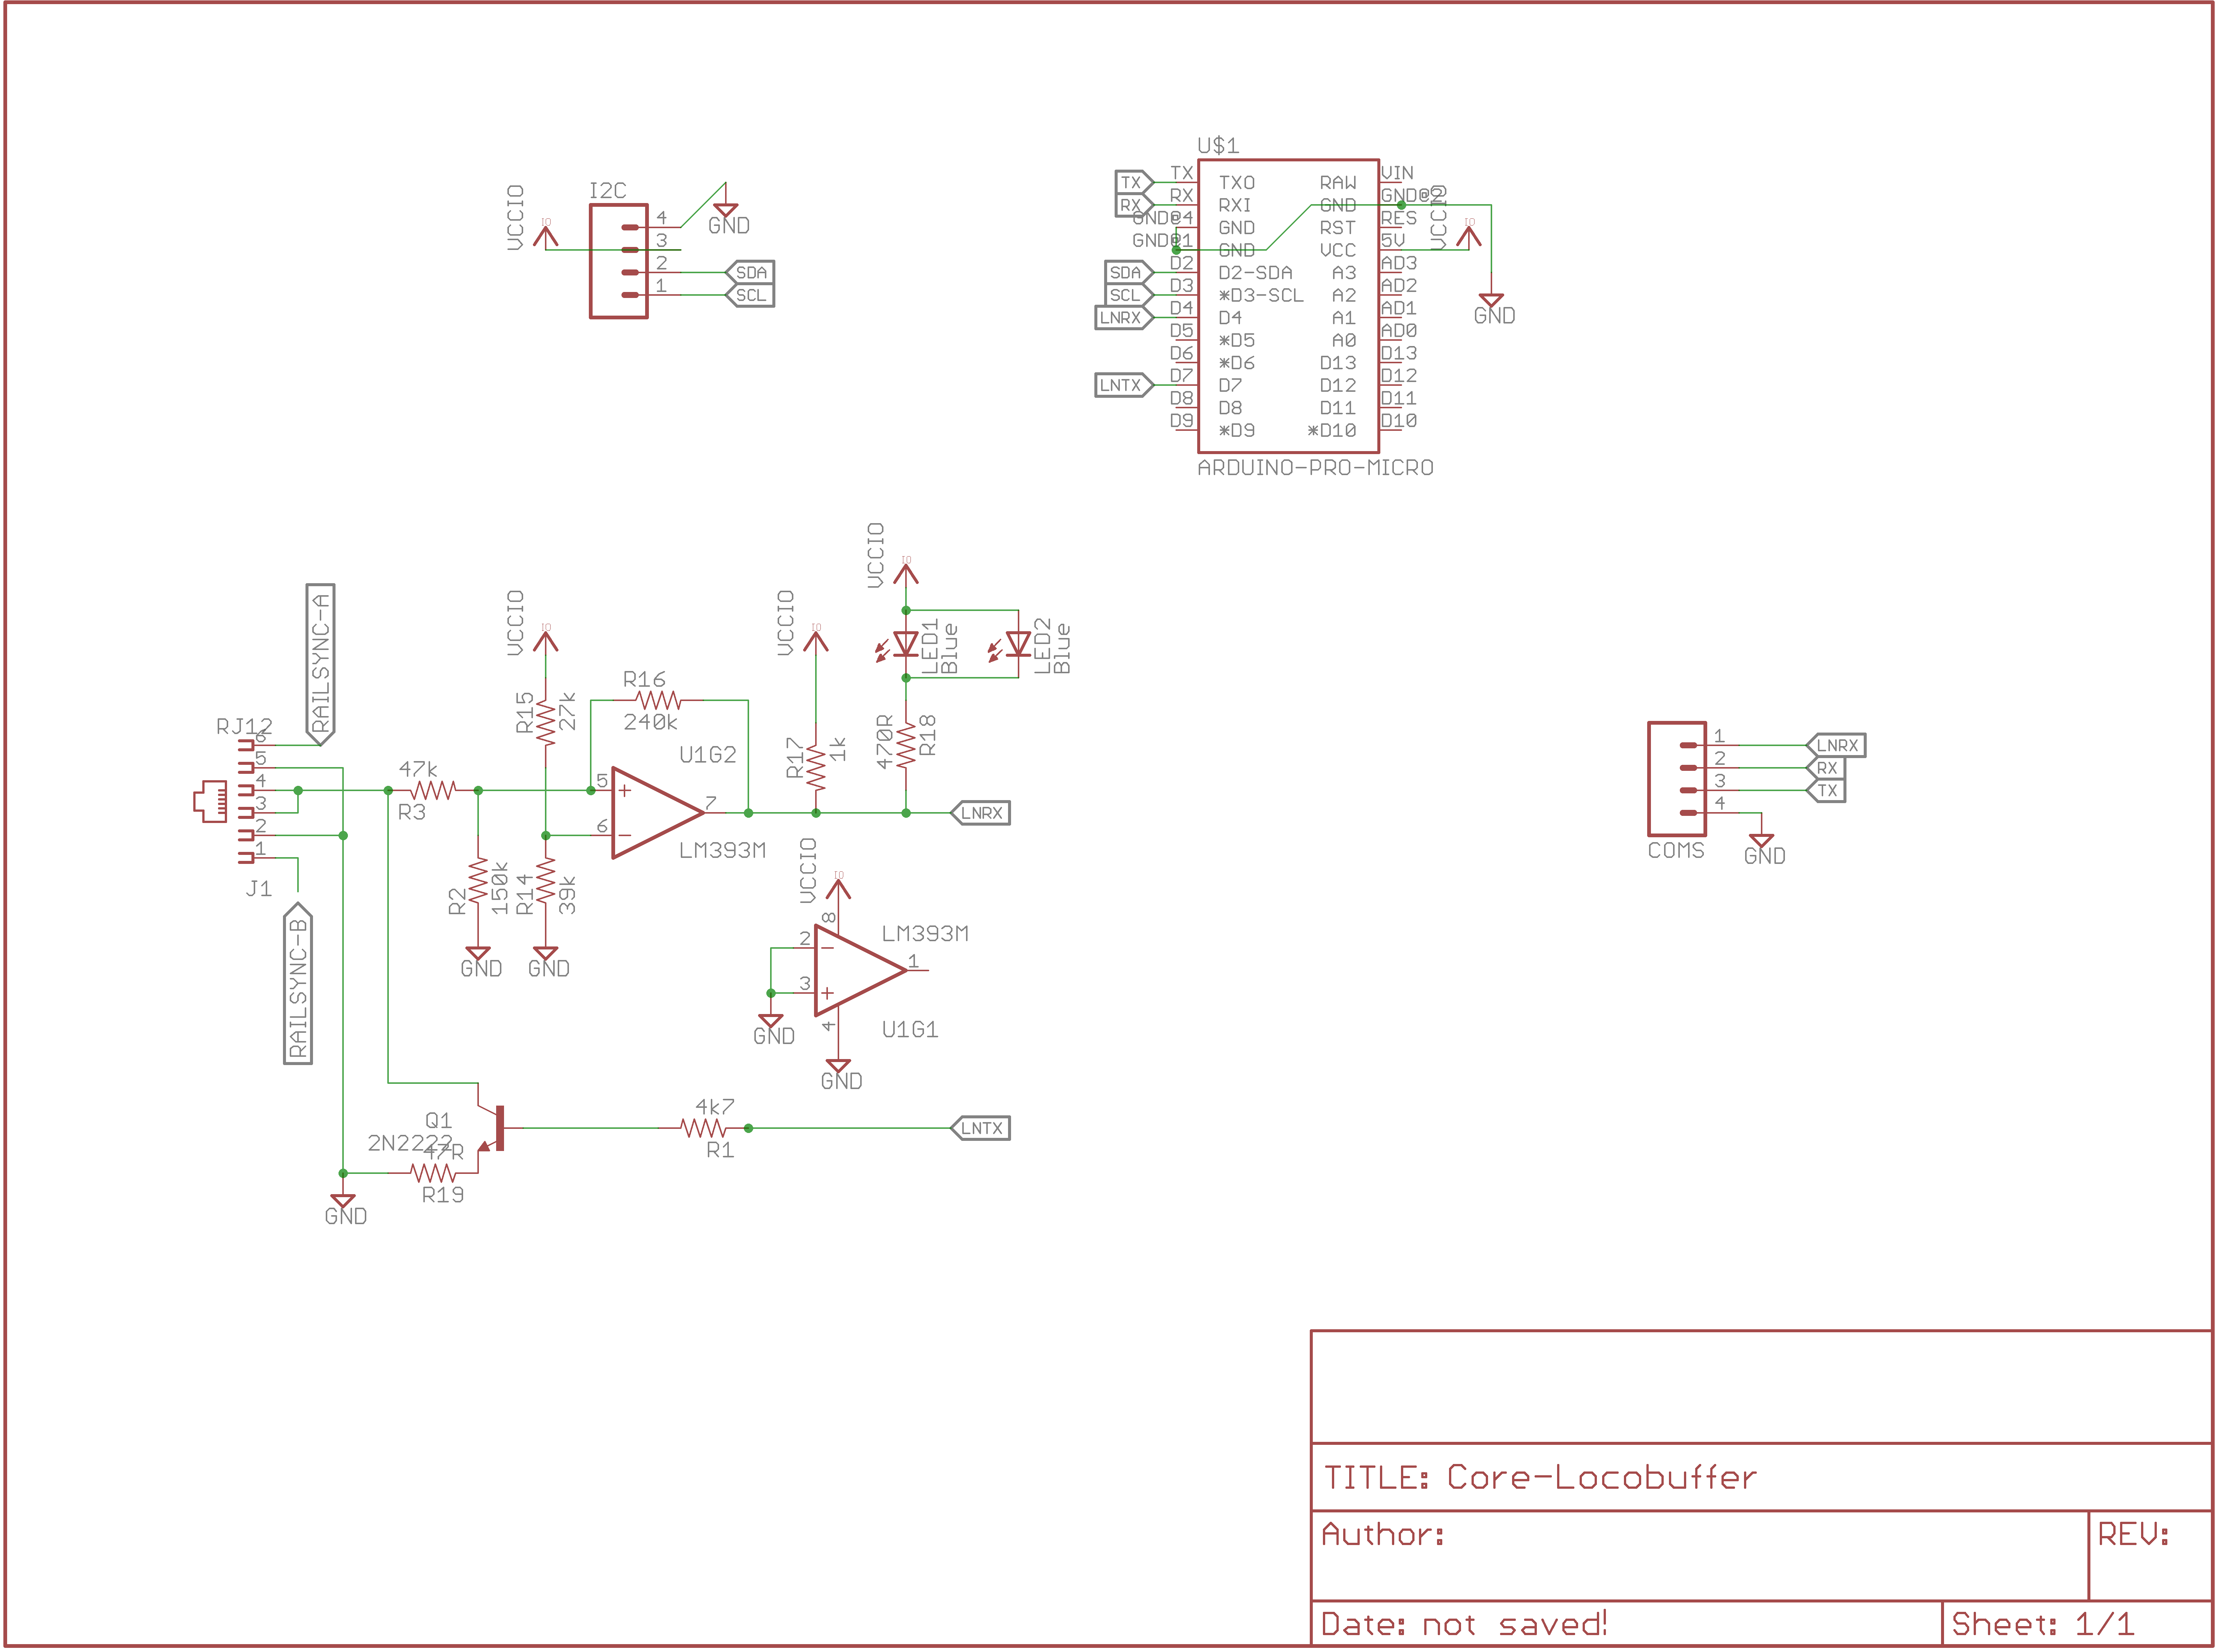 I2C
VCCIO
IO
4
3
2
1
GND
SDA
SCL
U$1
TX
RX
GND@4
GND@1
D2
D3
D4
D5
D6
D7
D8
D9
TX
RX
SDA
SCL
LNRX
LNTX
TXO
RXI
GND
GND
D2-SDA
*D3-SCL
D4
*D5
*D6
D7
D8
*D9
RAW
GND
RST
VCC
A3
A2
A1
A0
D13
D12
D11
*D10
VIN
GND@2
RES
5V
AD3
AD2
AD1
AD0
D13
D12
D11
D10
VCCIO
IO
GND
ARDUINO-PRO-MICRO
RAILSYNC-A
RJ12
6
5
4
3
2
1
J1
RAILSYNC-B
47k
R3
R2
150k
GND
VCCIO
IO
R15
27k
R14
39k
GND
R16
240k
U1G2
5
6
7
LM393M
VCCIO
IO
R17
1k
VCCIO
IO
LED1
Blue
LED2
Blue
470R
R18
LNRX
VCCIO
IO
8
2
3
1
4
LM393M
U1G1
GND
GND
Q1
2N2222
47R
R19
GND
4k7
R1
LNTX
1
2
3
4
LNRX
RX
TX
COMS
GND
TITLE: Core-Locobuffer
Author:
REV:
Date: not saved!
Sheet: 1/1